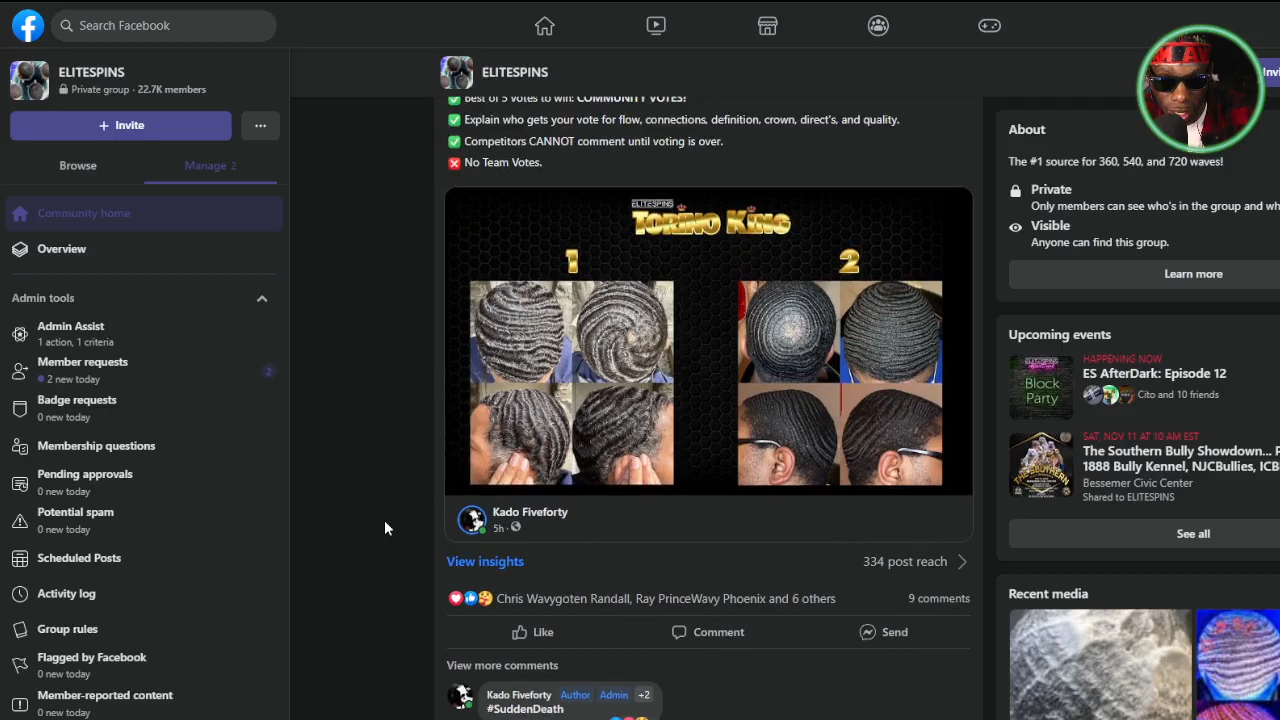 Search Facebook
ELITESPINS
Private group · 22.7K members
+ Invite
...
Browse
Manage 2
Community home
Overview
Admin tools
Admin Assist
1 action, 1 criteria
Member requests
2 new today
2
Badge requests
0 new today
Membership questions
Pending approvals
0 new today
Potential spam
0 new today
Scheduled Posts
Activity log
Group rules
Flagged by Facebook
0 new today
Member-reported content
0 new today
ELITESPINS
Best of 5 votes to win: COMMUNITY VOTES!
Explain who gets your vote for flow, connections, definition, crown, direct's, and quality.
Competitors CANNOT comment until voting is over.
No Team Votes.
ELITESPINS
TORINO KING
1
2
Kado Fiveforty
5h ·
View insights
334 post reach
Chris Wavygoten Randall, Ray PrinceWavy Phoenix and 6 others
9 comments
Like
Comment
Send
View more comments
Kado Fiveforty Author Admin +2
#SuddenDeath
About
The #1 source for 360, 540, and 720 waves!
Private
Only members can see who's in the group and wh
Visible
Anyone can find this group.
Learn more
Upcoming events
HAPPENING NOW
ES AfterDark: Episode 12
Cito and 10 friends
Block
Party
SAT, NOV 11 AT 10 AM EST
The Southern Bully Showdown... P
1888 Bully Kennel, NJCBullies, ICB
Bessemer Civic Center
Shared to ELITESPINS
See all
Recent media